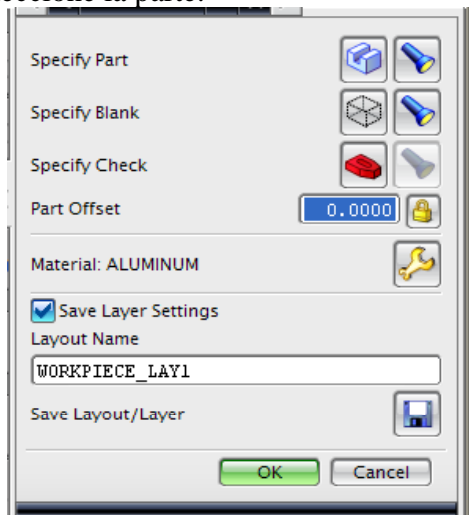 Specify Part
Specify Blank
Specify Check
Part Offset 0.0000
Material: ALUMINUM
Save Layer Settings
Layout Name
WORKPIECE_LAY1
Save Layout/Layer
OK Cancel